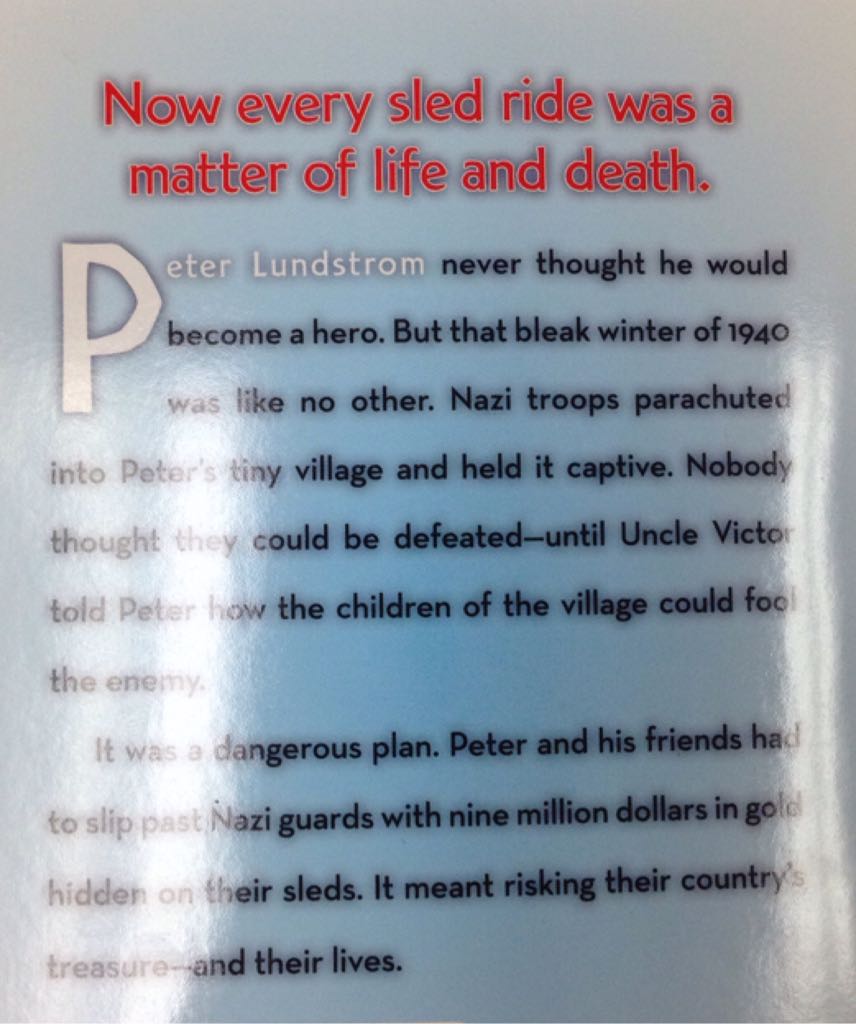 Now every sled ride was a
matter of life and death.
Peter Lundstrom never thought he would
become a hero. But that bleak winter of 1940
was like no other. Nazi troops parachuted
into Peter's tiny village and held it captive. Nobody
thought they could be defeated—until Uncle Victor
told Peter how the children of the village could fool
the enemy.
It was a dangerous plan. Peter and his friends had
to slip past Nazi guards with nine million dollars in gold
hidden on their sleds. It meant risking their country's
treasure—and their lives.